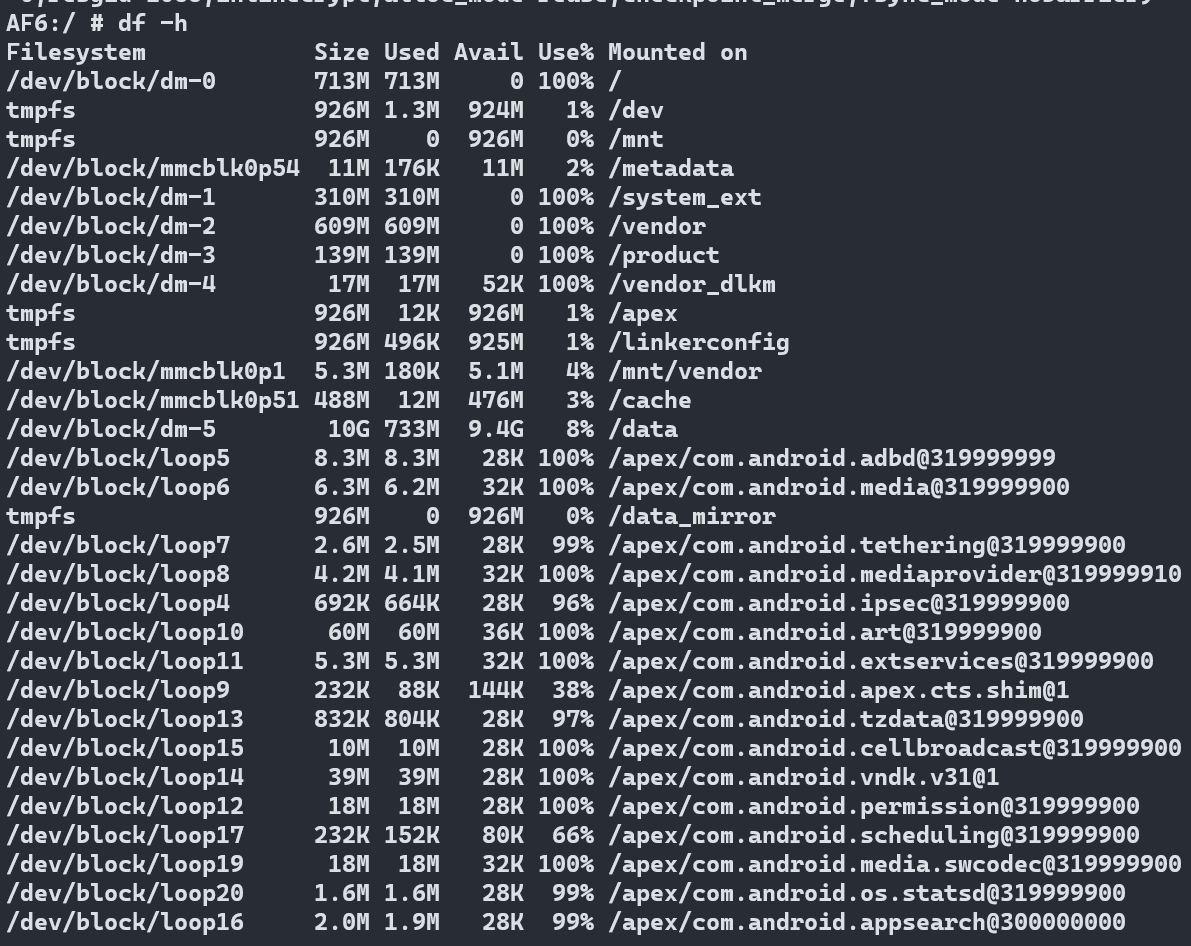 AF6:/ # df -h
Filesystem            Size Used Avail Use% Mounted on
/dev/block/dm-0       713M 713M     0 100% /
tmpfs                 926M 1.3M  924M   1% /dev
tmpfs                 926M    0  926M   0% /mnt
/dev/block/mmcblk0p54  11M 176K   11M   2% /metadata
/dev/block/dm-1       310M 310M     0 100% /system_ext
/dev/block/dm-2       609M 609M     0 100% /vendor
/dev/block/dm-3       139M 139M     0 100% /product
/dev/block/dm-4        17M  17M   52K 100% /vendor_dlkm
tmpfs                 926M  12K  926M   1% /apex
tmpfs                 926M 496K  925M   1% /linkerconfig
/dev/block/mmcblk0p1  5.3M 180K  5.1M   4% /mnt/vendor
/dev/block/mmcblk0p51 488M  12M  476M   3% /cache
/dev/block/dm-5        10G 733M  9.4G   8% /data
/dev/block/loop5      8.3M 8.3M   28K 100% /apex/com.android.adbd@319999999
/dev/block/loop6      6.3M 6.2M   32K 100% /apex/com.android.media@319999900
tmpfs                 926M    0  926M   0% /data_mirror
/dev/block/loop7      2.6M 2.5M   28K  99% /apex/com.android.tethering@319999900
/dev/block/loop8      4.2M 4.1M   32K 100% /apex/com.android.mediaprovider@319999910
/dev/block/loop4      692K 664K   28K  96% /apex/com.android.ipsec@319999900
/dev/block/loop10      60M  60M   36K 100% /apex/com.android.art@319999900
/dev/block/loop11     5.3M 5.3M   32K 100% /apex/com.android.extservices@319999900
/dev/block/loop9      232K  88K  144K  38% /apex/com.android.apex.cts.shim@1
/dev/block/loop13     832K 804K   28K  97% /apex/com.android.tzdata@319999900
/dev/block/loop15      10M  10M   28K 100% /apex/com.android.cellbroadcast@319999900
/dev/block/loop14      39M  39M   28K 100% /apex/com.android.vndk.v31@1
/dev/block/loop12      18M  18M   28K 100% /apex/com.android.permission@319999900
/dev/block/loop17     232K 152K   80K  66% /apex/com.android.scheduling@319999900
/dev/block/loop19      18M  18M   32K 100% /apex/com.android.media.swcodec@319999900
/dev/block/loop20     1.6M 1.6M   28K  99% /apex/com.android.os.statsd@319999900
/dev/block/loop16     2.0M 1.9M   28K  99% /apex/com.android.appsearch@300000000